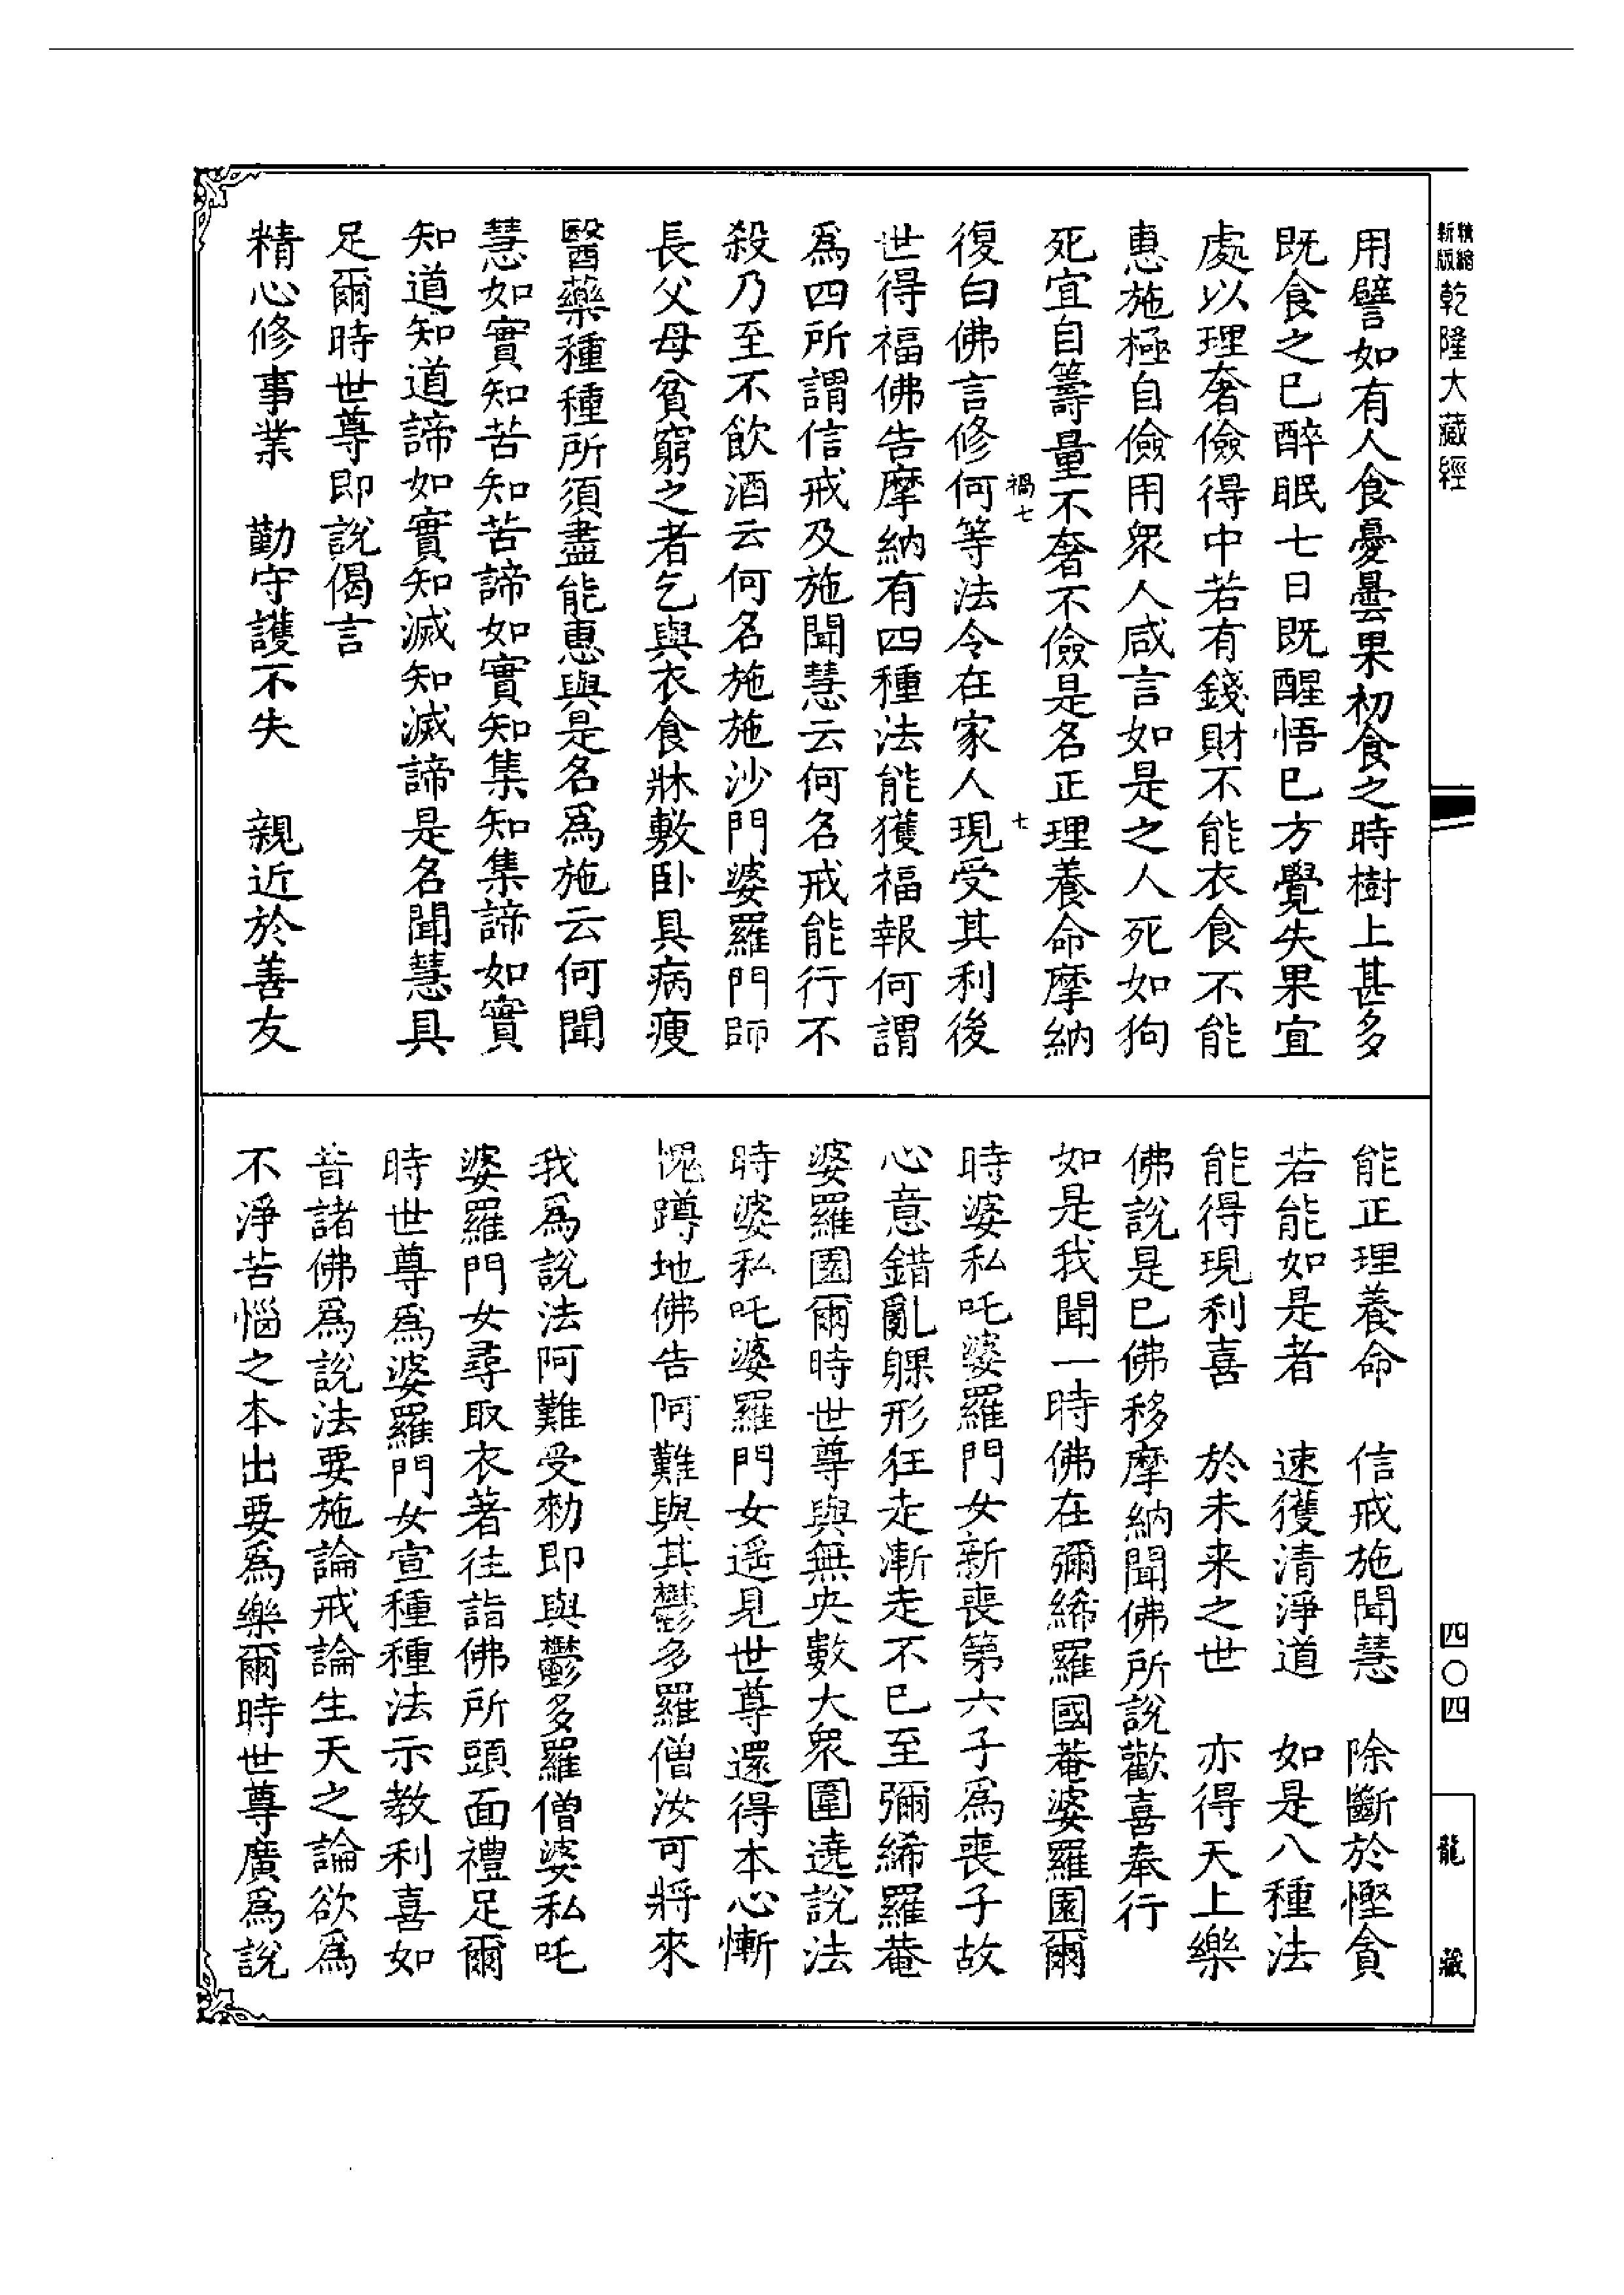 精縮
新版
乾隆大藏經
用譬如有人食憂曇果初食之時樹上甚多
既食之已醉眠七日既醒悟已方覺失果宜
處以理奢儉得中若有錢財不能衣食不能
惠施極自儉用衆人咸言如是之人死如狗
死宜自籌量不奢不儉是名正理養命摩納
禍七
七
復白佛言修何等法令在家人現受其利後
世得福佛告摩納有四種法能獲福報何謂
爲四所謂信戒及施聞慧云何名戒能行不
殺乃至不飲酒云何名施施沙門婆羅門師
長父母貧窮之者乞與衣食牀敷卧具病瘦
醫藥種種所須盡能惠與是名爲施云何聞
慧如實知苦知苦諦如實知集知集諦如實
知道知道諦如實知滅知滅諦是名聞慧具
足爾時世尊即說偈言
精心修事業　勤守護不失　親近於善友
能正理養命　信戒施聞慧　除斷於慳貪
若能如是者　速獲清淨道　如是八種法
能得現利喜　於未来之世　亦得天上樂
佛說是已佛移摩納聞佛所說歡喜奉行
如是我聞一時佛在彌絺羅國菴婆羅園爾
時婆私吒婆羅門女新喪第六子爲喪子故
心意錯亂躶形狂走漸走不已至彌絺羅菴
婆羅園爾時世尊與無央數大衆圍遶說法
時婆私吒婆羅門女遥見世尊還得本心慚
愧蹲地佛告阿難與其鬱多羅僧汝可將來
我爲說法阿難受勑即與鬱多羅僧婆私吒
婆羅門女尋取衣著往詣佛所頭面禮足爾
時世尊爲婆羅門女宣種種法示教利喜如
昔諸佛爲說法要施論戒論生天之論欲爲
不淨苦惱之本出要爲樂爾時世尊廣爲說
四〇四
龍藏